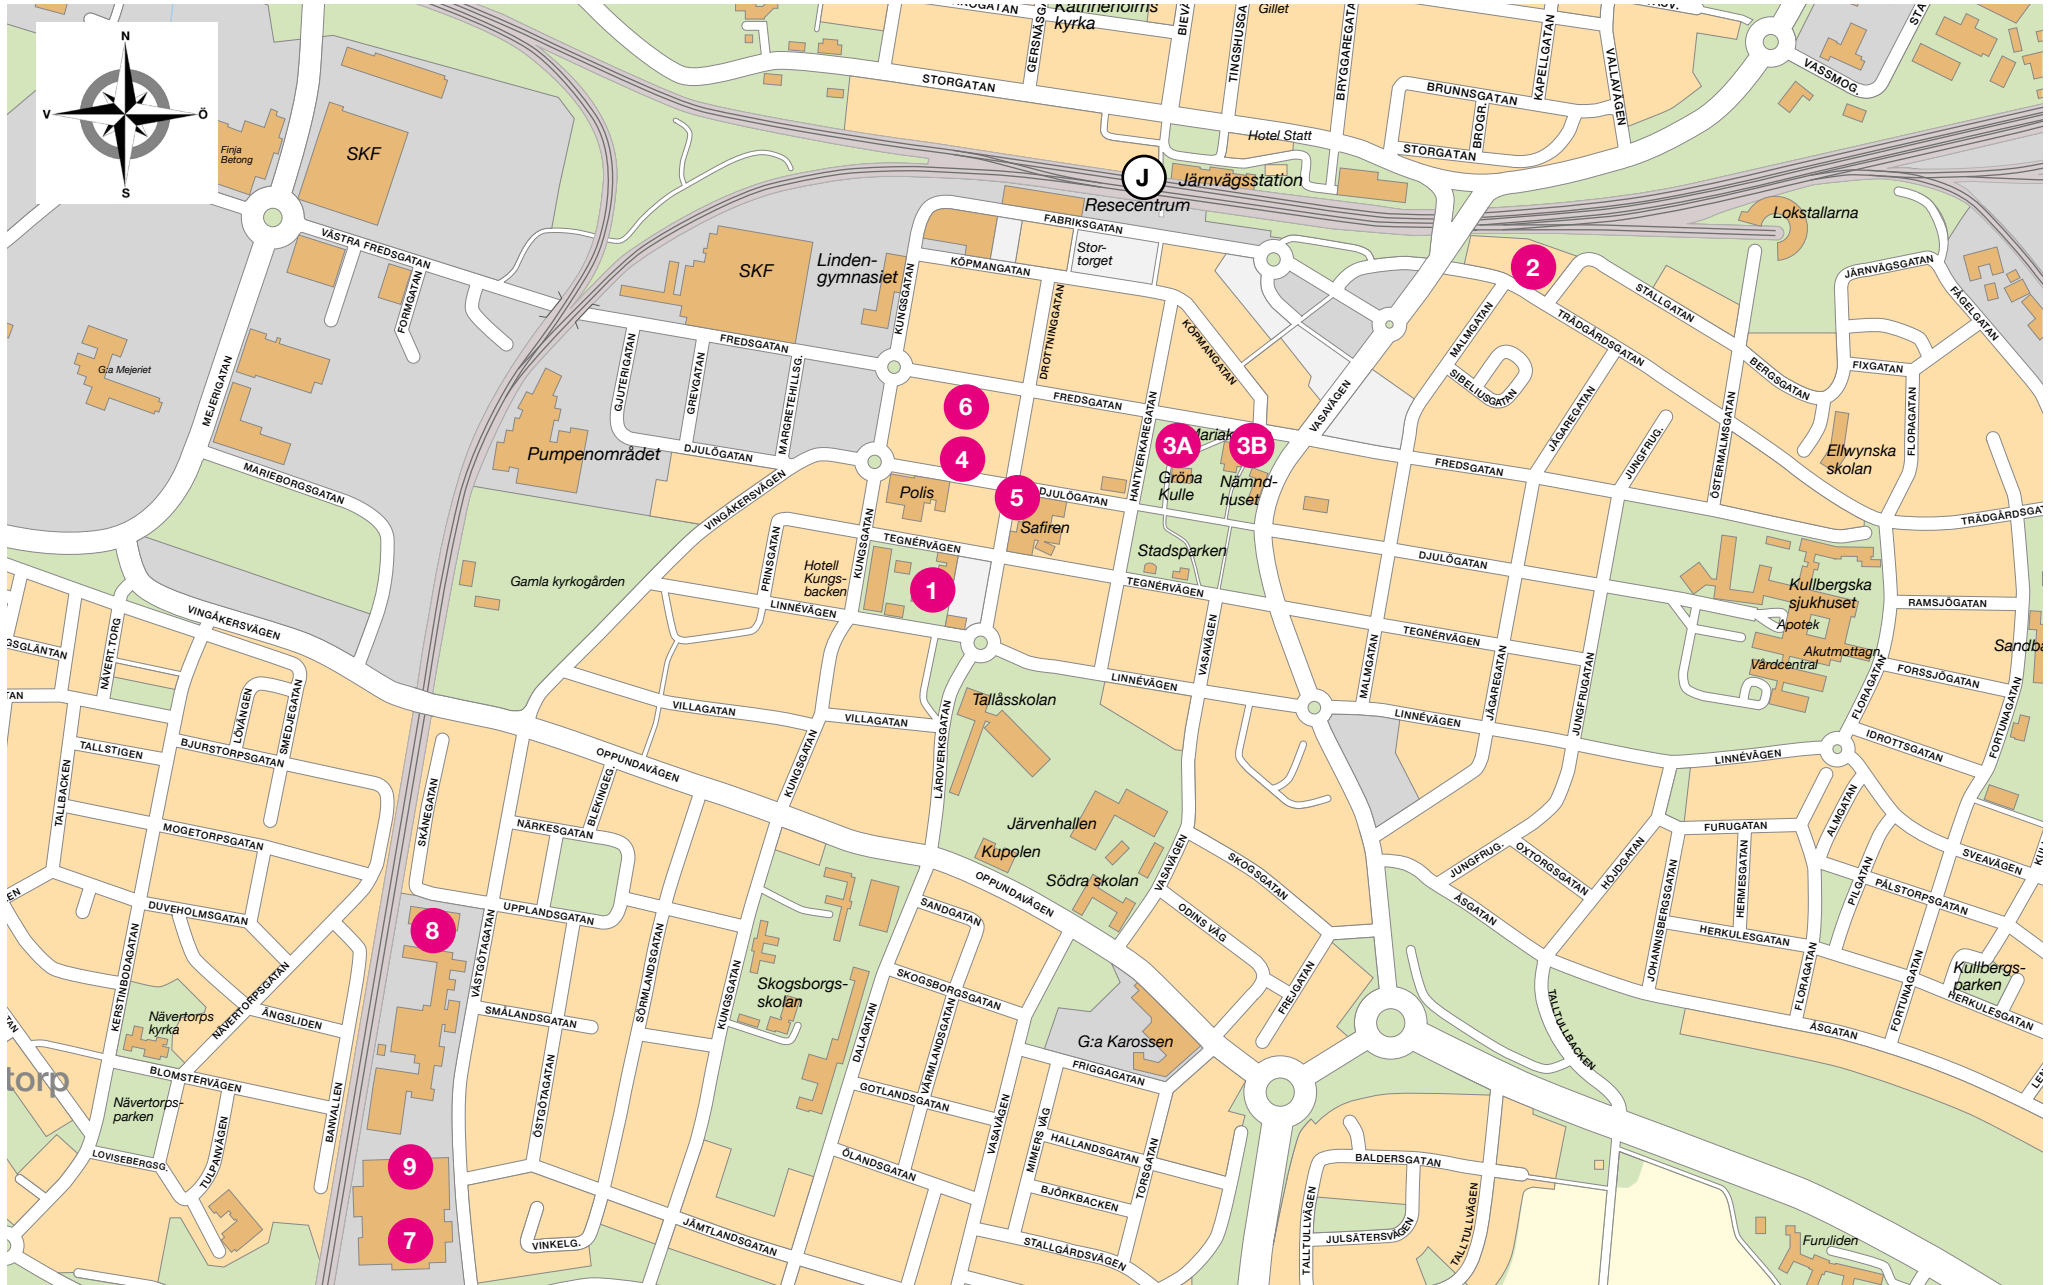 N
V
Ö
S
Katrineholms
kyrka
GERSNÄSG.
TINGSHUSGA
Gillet
BRYGGAREGATA
KAPELLGATAN
VALLAVÄGEN
VASSMOG.
STORGATAN
BRUNNSGATAN
BROGR.
STORGATAN
Hotel Statt
Finja
Betong
SKF
J
Järnvägsstation
Resecentrum
FABRIKSGATAN
Lokstallarna
VÄSTRA FREDSGATAN
FORMGATAN
SKF
Linden-
gymnasiet
KUNGSGATAN
KÖPMANGATAN
Stor-
torget
2
STALLGATAN
JÄRNVÄGSGATAN
FÅGELGATAN
DROTTNINGGATAN
KÖPMANGATAN
MALMGATAN
TRÄDGÅRDSGATAN
G:a Mejeriet
MEJERIGATAN
FREDSGATAN
GJUTERIGATAN
GREVGATAN
MARGRETEHILLSG.
SIBELIUSGATAN
BERGSGATAN
FIXGATAN
FLORAGATAN
VASAVÄGEN
6
FREDSGATAN
HANTVERKAREGATAN
JÄGAREGATAN
JUNGFRUG.
ÖSTERMALMSGATAN
3A
3B
Gröna
Kulle
Nämnd-
huset
Ellwynska
skolan
Pumpenområdet
DJULÖGATAN
4
FREDSGATAN
MARIEBORGSGATAN
VINGÅKERSVÄGEN
Polis
5
DJULÖGATAN
Safiren
TRÄDGÅRDSGAT
PRINSGATAN
KUNGSGATAN
TEGNÉRVÄGEN
Stadsparken
DJULÖGATAN
Gamla kyrkogården
Hotell
Kungs-
backen
1
TEGNÉRVÄGEN
Kullbergska
sjukhuset
Apotek
Akutmottagn
Vårdcentral
RAMSJÖGATAN
VINGÅKERSVÄGEN
LINNÉVÄGEN
VASAVÄGEN
TEGNÉRVÄGEN
Sandba
NÄVERT. TORG
GSGLÄNTAN
TAN
MALMGATAN
JÄGAREGATAN
JUNGFRUGATAN
FORSSJÖGATAN
FLORAGATAN
FORTUNAGATAN
LÖVÄNGEN
SMEDJEGATAN
LINNÉVÄGEN
Tallåsskolan
VILLAGATAN
VILLAGATAN
LINNÉVÄGEN
IDROTTSGATAN
LINNÉVÄGEN
TALLSTIGEN
BJURSTORPSGATAN
OPPUNDAVÄGEN
KUNGSGATAN
LÄROVERKSGATAN
TALLBACKEN
SKÅNEGATAN
BLEKINGEG.
NÄRKESGATAN
MOGETORPSGATAN
Järvenhallen
Kupolen
Södra skolan
ALMGATAN
FURUGATAN
VASAVÄGEN
SKOGSGATAN
JUNGFRUG.
OXTORGSGATAN
HÖJDGATAN
JOHANNISBERGSGATAN
HERMESGATAN
SVEAVÄGEN
PÅLSTORPSGATAN
PILGATAN
OPPUNDAVÄGEN
ÅSGATAN
DUVEHOLMSGATAN
8
UPPLANDSGATAN
SANDGATAN
ODINS VÄG
HERKULESGATAN
KERSTINBODAGATAN
NÄVERTORPSGATAN
VÄSTGÖTAGATAN
SÖRMLANDSGATAN
KUNGSGATAN
Skogsborgs-
skolan
SKOGSBORGSGATAN
FREJGATAN
FLORAGATAN
FORTUNAGATAN
Kullbergs-
parken
HERKULESGATAN
Nävertorps
kyrka
ÄNGSLIDEN
SMÅLANDSGATAN
DALAGATAN
VÄRMLANDSGATAN
G:a Karossen
TALLTULLBACKEN
ÅSGATAN
torp
BLOMSTERVÄGEN
ÖSTGÖTAGATAN
FRIGGAGATAN
Nävertorps-
parken
GOTLANDSGATAN
BANVALLEN
VASAVÄGEN
MIMERS VÄG
HALLANDSGATAN
TORSGATAN
LOVISEBERGSG.
TULPANVÄGEN
9
ÖLANDSGATAN
BJÖRKBACKEN
BALDERSGATAN
7
VINKELG.
JÄMTLANDSGATAN
STALLGÅRDSVÄGEN
TALLTULLVÄGEN
JULSÄTERSVÄGEN
TALLTULLVÄGEN
Furuliden